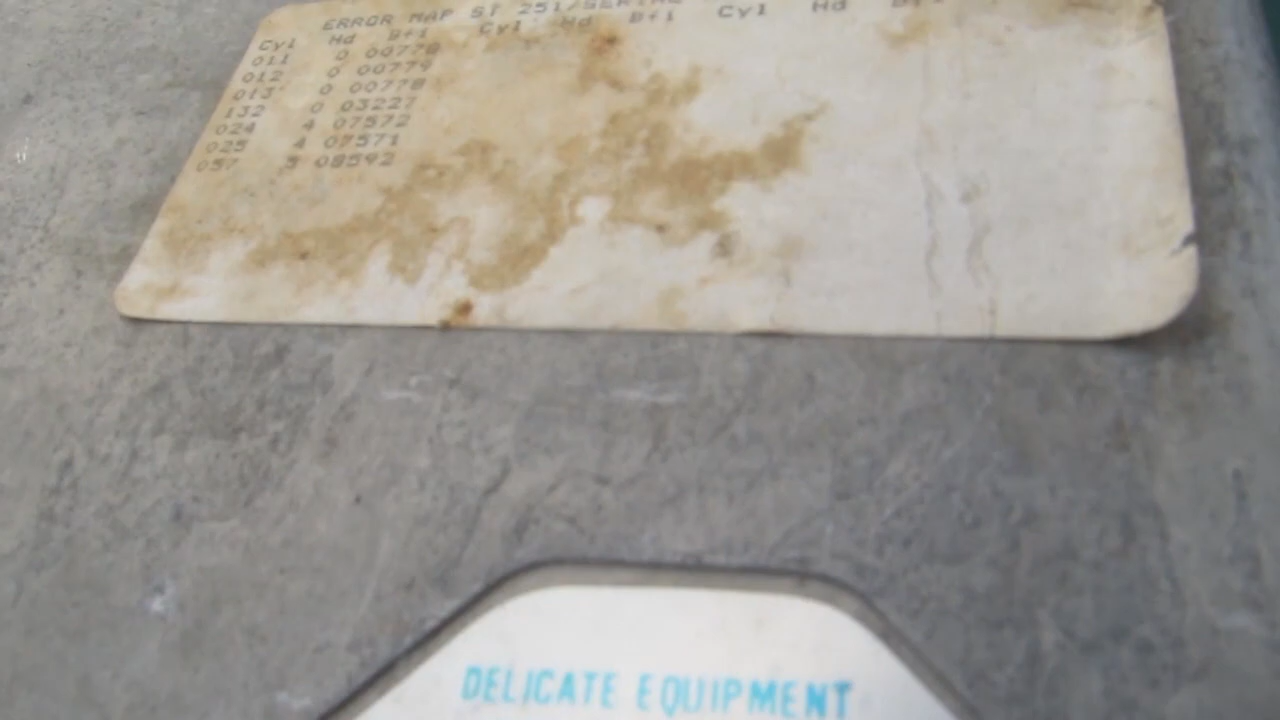 ERROR MAP ST 251/SERIAL
Cyl Hd B+1 Cyl Hd B+1 Cyl Hd
011 0 00778
012 0 00779
013 0 00778
132 0 03227
024 4 07572
025 4 07571
057 3 08592
DELICATE EQUIPMENT